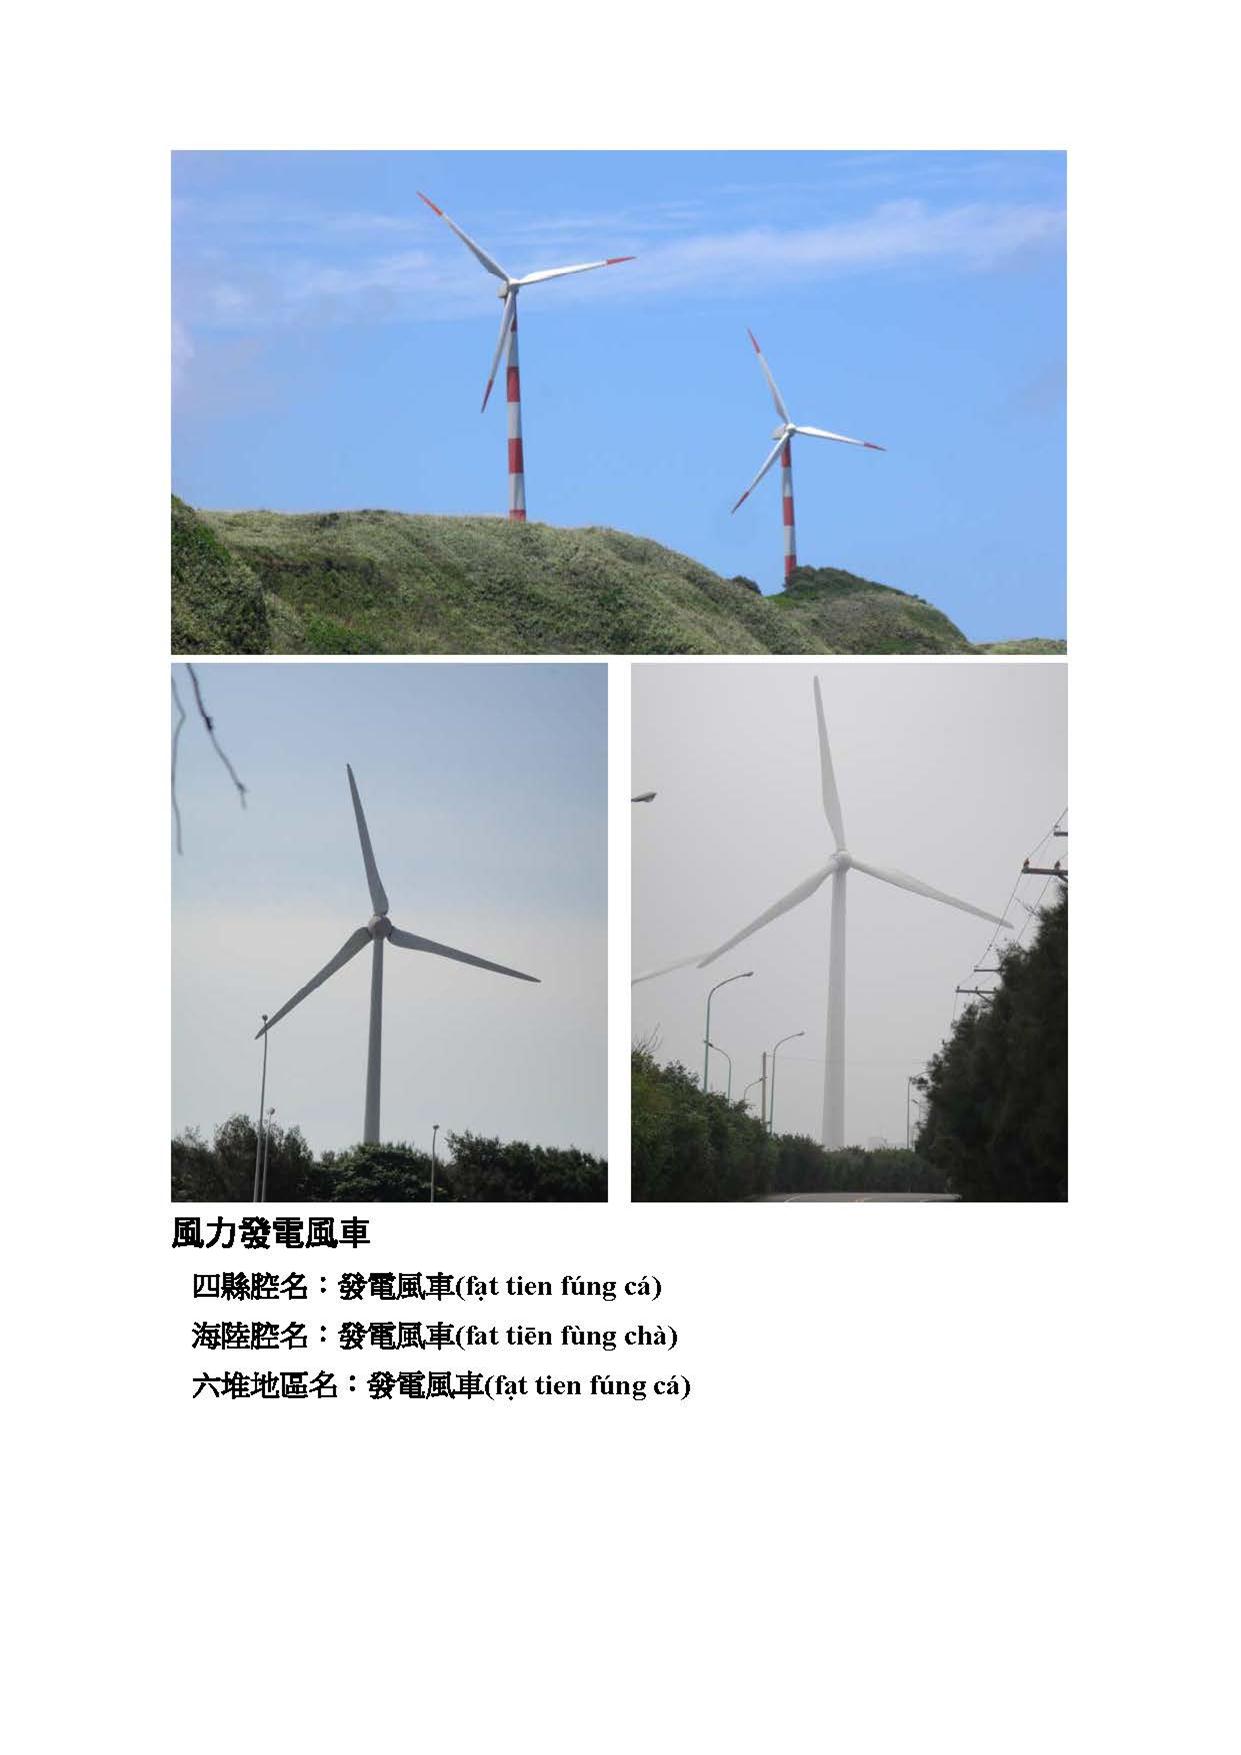 風力發電風車
四縣腔名：發電風車(fạt tien fúng cá)
海陸腔名：發電風車(fat tiēn fùng chà)
六堆地區名：發電風車(fạt tien fúng cá)